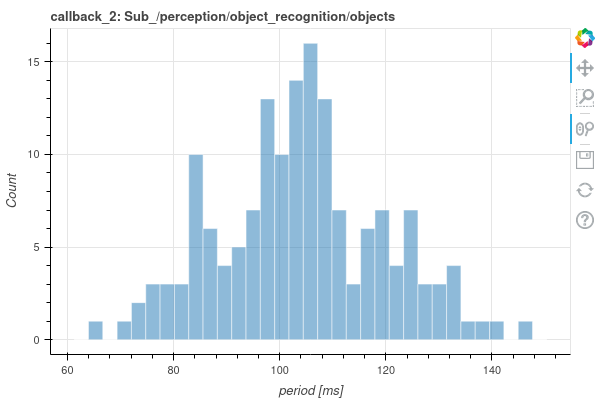 callback_2: Sub_/perception/object_recognition/objects
15
10
5
0
Count
60 80 100 120 140
period [ms]